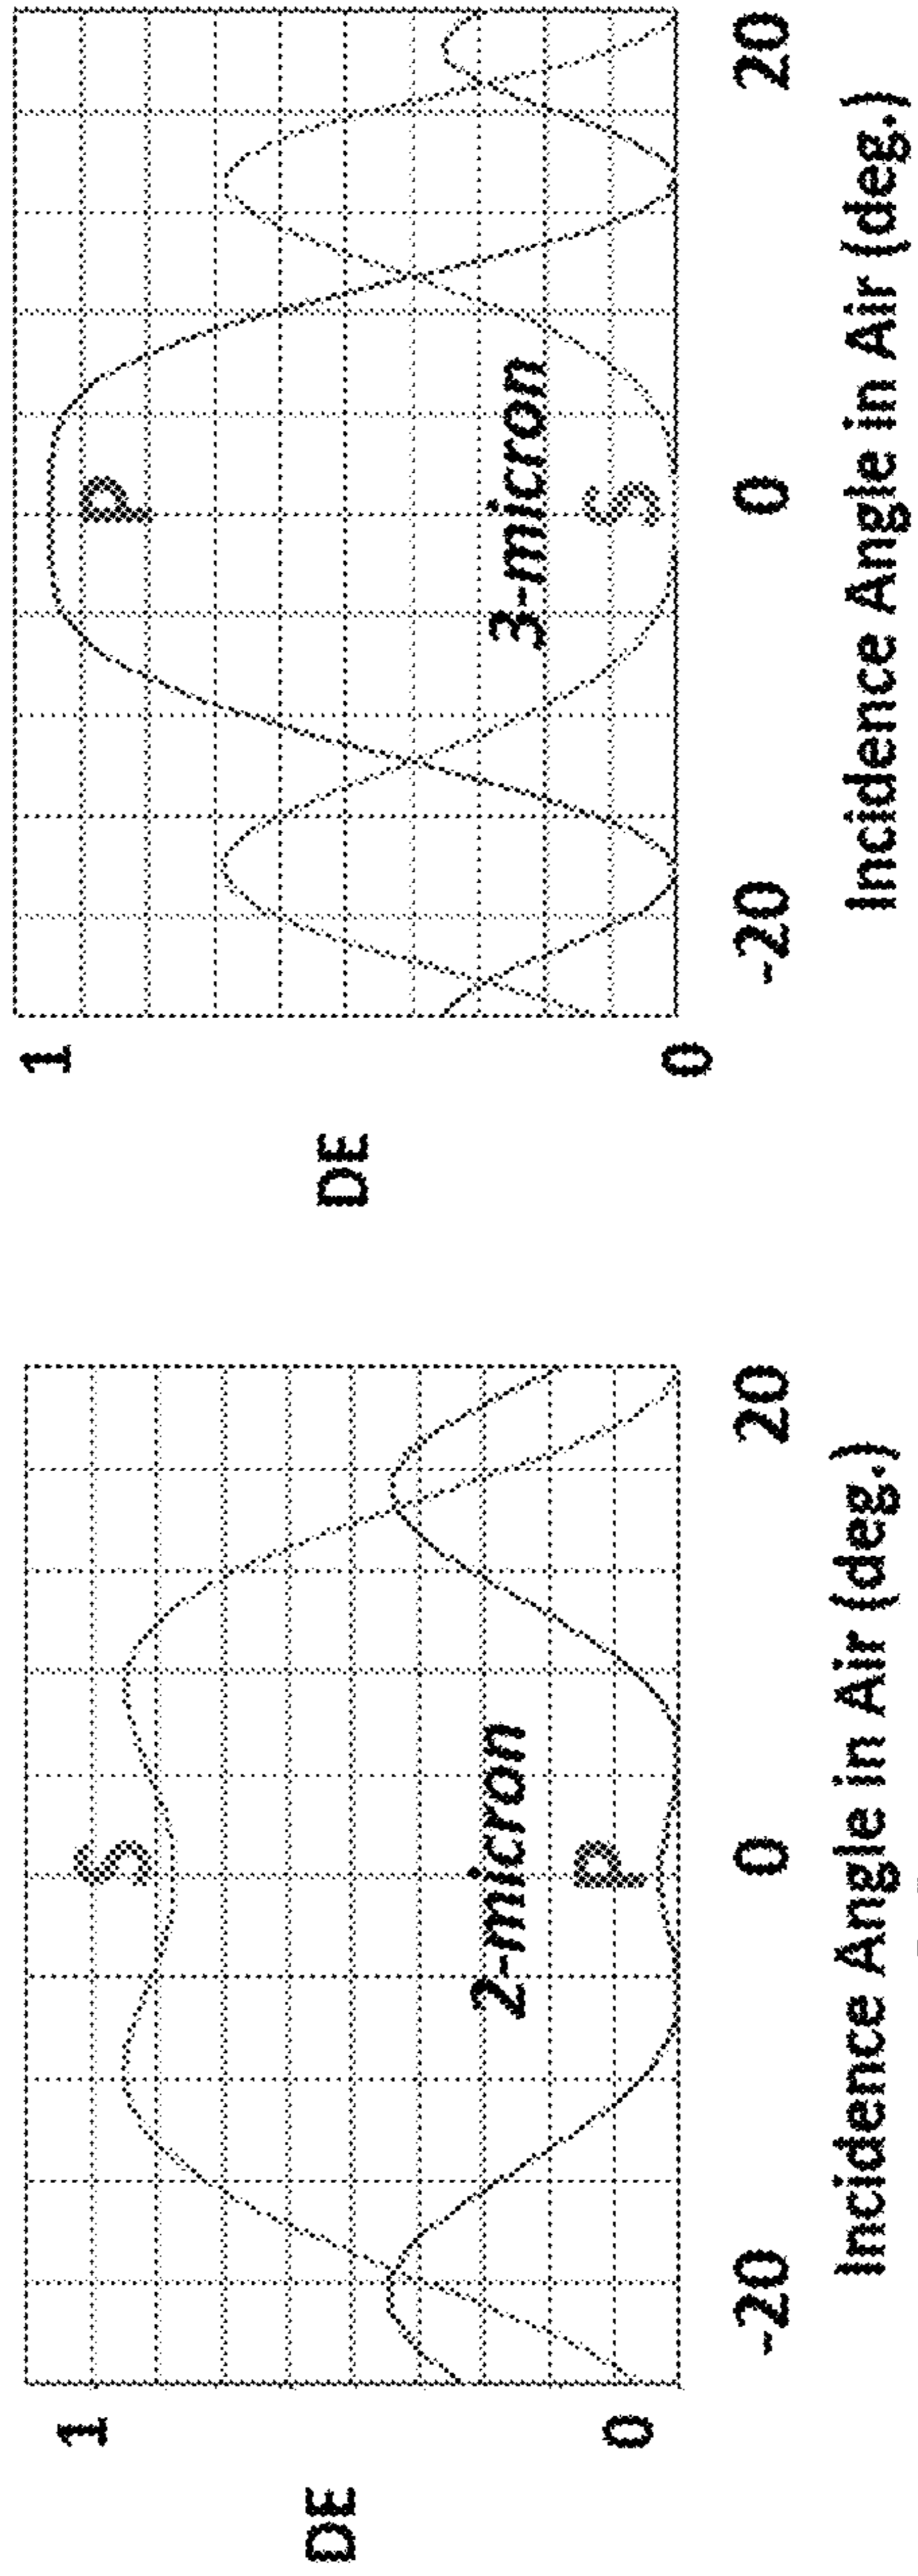 1
DE
0
S
2-micron
P
-20 0 20
Incidence Angle in Air (deg.)
1
DE
0
P
3-micron
S
-20 0 20
Incidence Angle in Air (deg.)